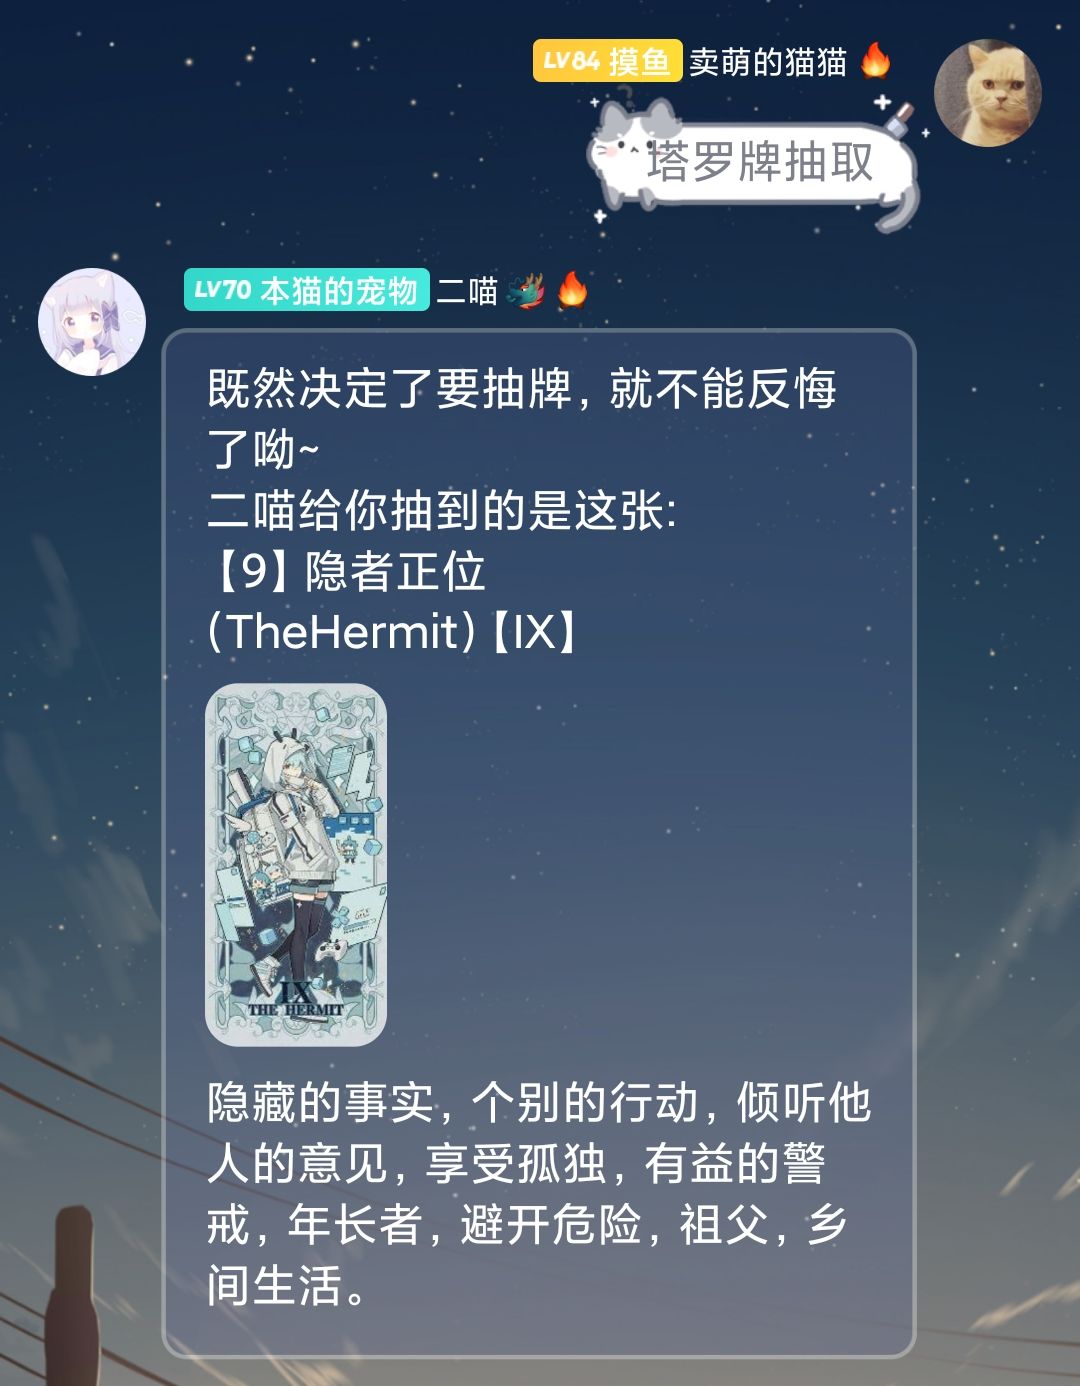 LV84 摸鱼 卖萌的猫猫
塔罗牌抽取
LV70 本猫的宠物 二喵
既然决定了要抽牌，就不能反悔
了呦~
二喵给你抽到的是这张:
【9】隐者正位
(TheHermit)【IX】
IX
THE HERMIT
隐藏的事实，个别的行动，倾听他
人的意见，享受孤独，有益的警
戒，年长者，避开危险，祖父，乡
间生活。